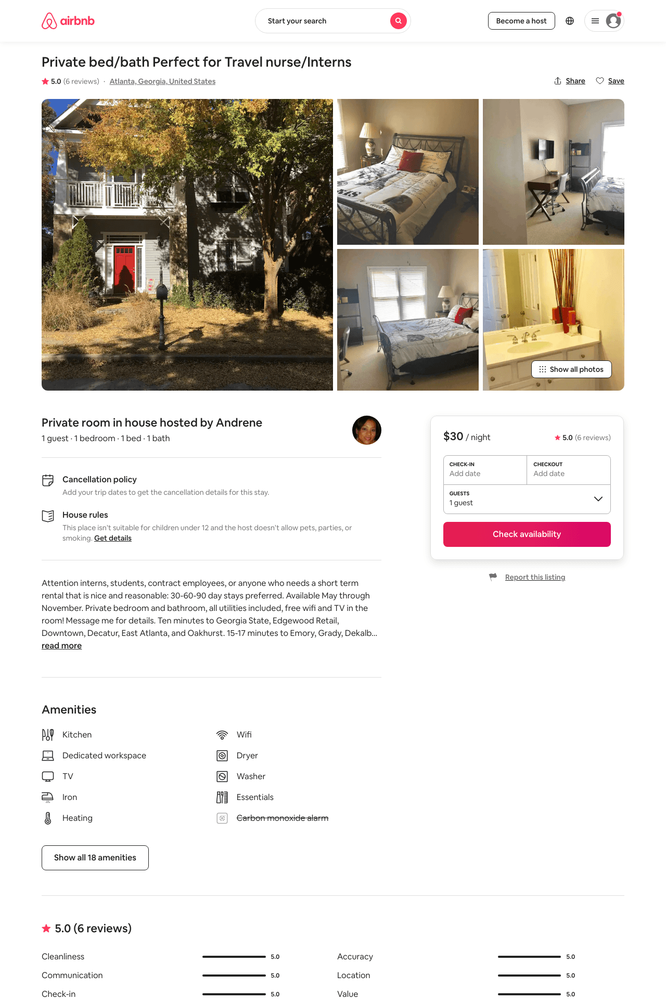 airbnb
Start your search
Become a host
Private bed/bath Perfect for Travel nurse/Interns
5.0 (6 reviews) · Atlanta, Georgia, United States
Share
Save
Show all photos
Private room in house hosted by Andrene
1 guest · 1 bedroom · 1 bed · 1 bath
Cancellation policy
Add your trip dates to get the cancellation details for this stay.
House rules
This place isn’t suitable for children under 12 and the host doesn’t allow pets, parties, or
smoking. Get details
$30 / night
5.0 (6 reviews)
CHECK-IN
Add date
CHECKOUT
Add date
GUESTS
1 guest
Check availability
Report this listing
Attention interns, students, contract employees, or anyone who needs a short term
rental that is nice and reasonable: 30-60-90 day stays preferred. Available May through
November. Private bedroom and bathroom, all utilities included, free wifi and TV in the
room! Message me for details. Ten minutes to Georgia State, Edgewood Retail,
Downtown, Decatur, East Atlanta, and Oakhurst. 15-17 minutes to Emory, Grady, Dekalb…
read more
Amenities
Kitchen
Wifi
Dedicated workspace
Dryer
TV
Washer
Iron
Essentials
Heating
Carbon monoxide alarm
Show all 18 amenities
5.0 (6 reviews)
Cleanliness 5.0
Accuracy 5.0
Communication 5.0
Location 5.0
Check-in 5.0
Value 5.0